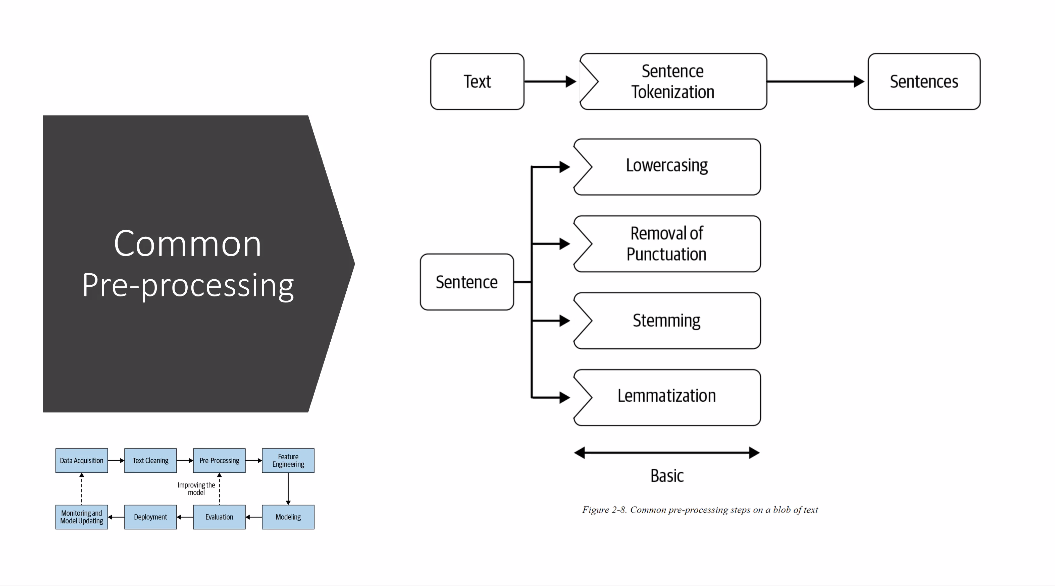 Common
Pre-processing
Text
Sentence
Tokenization
Sentences
Sentence
Lowercasing
Removal of
Punctuation
Stemming
Lemmatization
Basic
Figure 2-8. Common pre-processing steps on a blob of text
Data Acquisition
Text Cleaning
Pre-Processing
Feature
Engineering
Improving the
model
Monitoring and
Model Updating
Deployment
Evaluation
Modeling